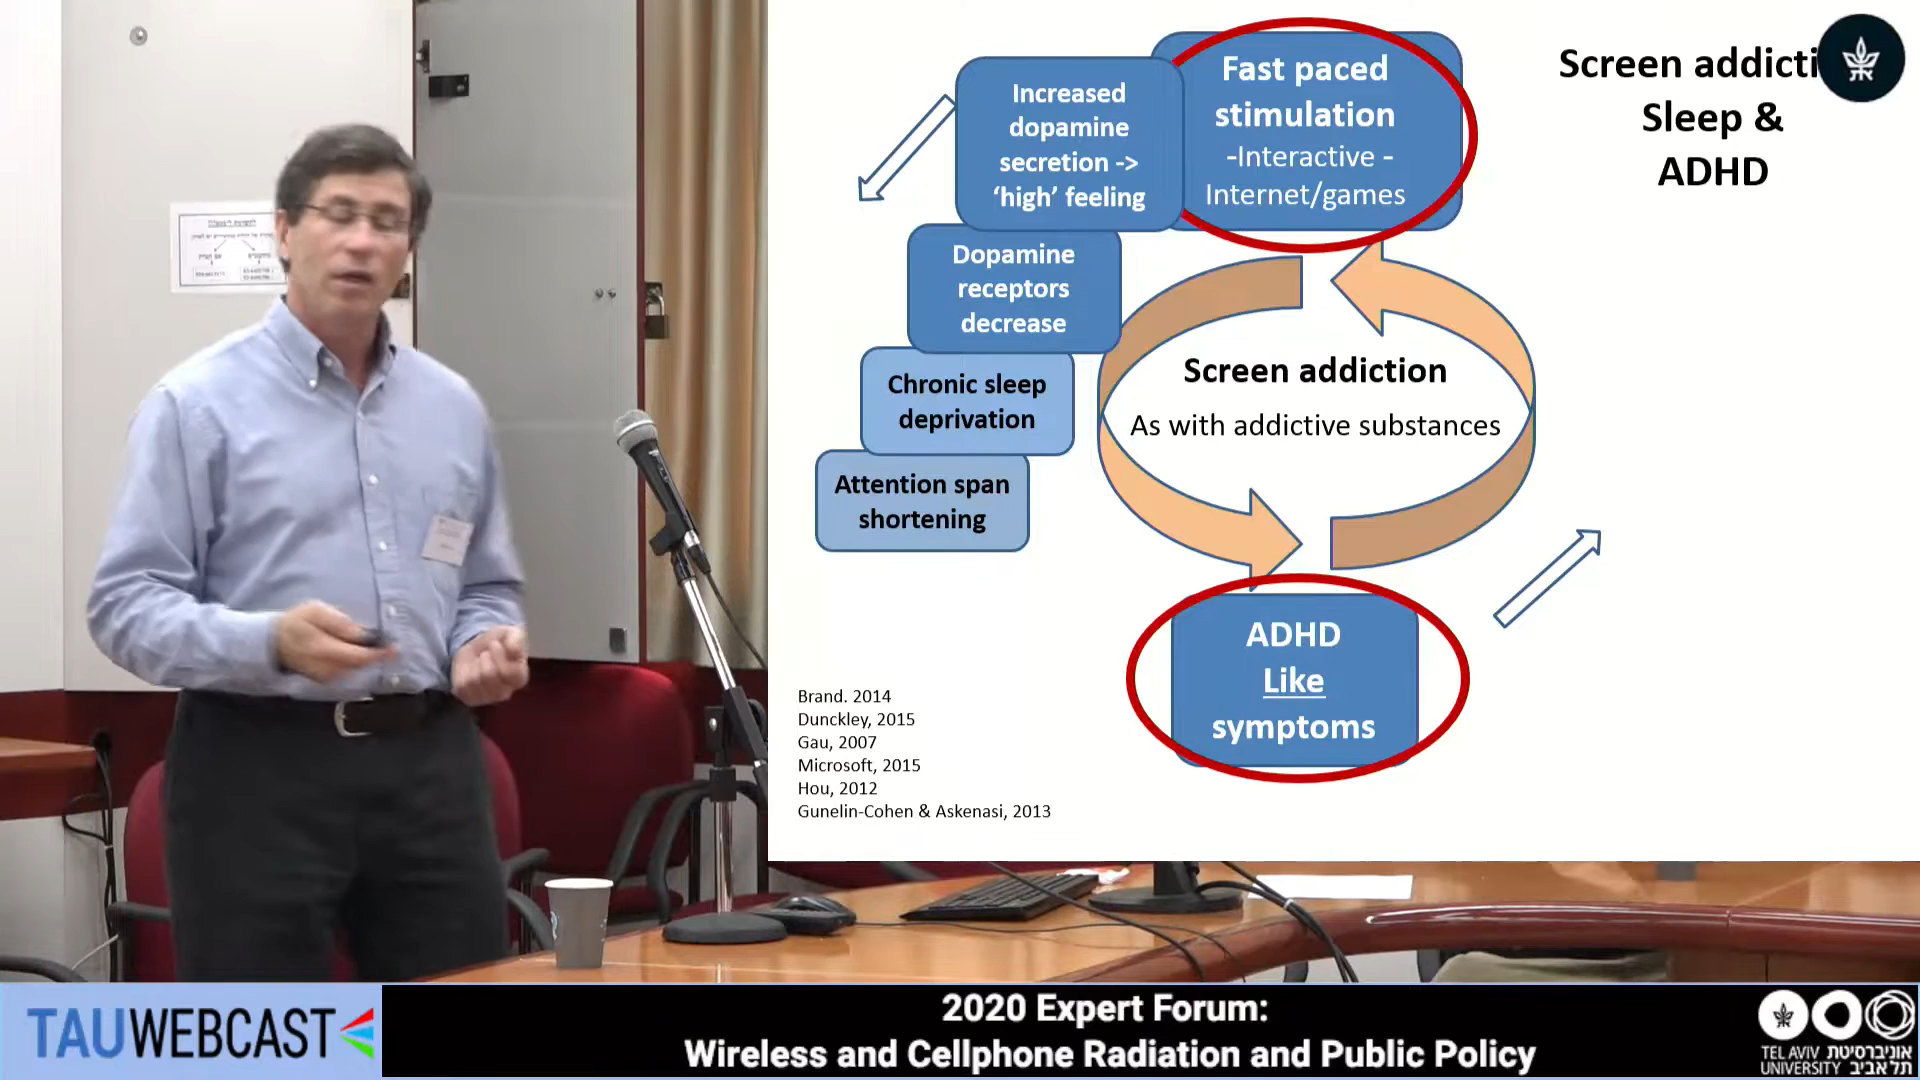 Screen addicti
Sleep &
ADHD
Fast paced
stimulation
-Interactive -
Internet/games
Increased
dopamine
secretion ->
‘high’ feeling
Dopamine
receptors
decrease
Chronic sleep
deprivation
Attention span
shortening
Screen addiction
As with addictive substances
ADHD
Like
symptoms
Brand. 2014
Dunckley, 2015
Gau, 2007
Microsoft, 2015
Hou, 2012
Gunelin-Cohen & Askenasi, 2013
TAUWEBCAST
2020 Expert Forum:
Wireless and Cellphone Radiation and Public Policy
TEL AVIV אוניברסיטת
UNIVERSITY תל אביב